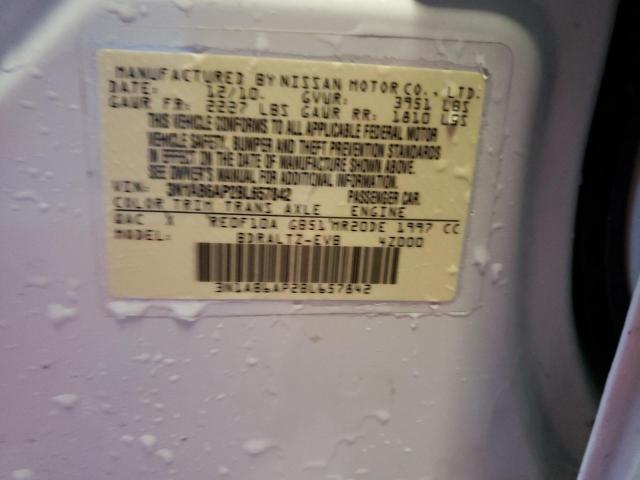 MANUFACTURED BY NISSAN MOTOR CO., LTD.
DATE: 12/10. GVWR: 3951 LBS
GAWR FR: 2227 LBS GAWR RR: 1810 LBS
THIS VEHICLE CONFORMS TO ALL APPLICABLE FEDERAL MOTOR
VEHICLE SAFETY, BUMPER AND THEFT PREVENTION STANDARDS
IN EFFECT ON THE DATE OF MANUFACTURE SHOWN ABOVE.
SEE OWNER'S MANUAL FOR ADDITIONAL INFORMATION.
VIN: 3N1AB6AP2BL657842 PASSENGER CAR.
COLOR TRIM TRANS AXLE ENGINE
QAC X RE0F10A GB51 MR20DE 1997 CC
MODEL: BDRALTZ-EVB 4Z000
3N1AB6AP2BL657842